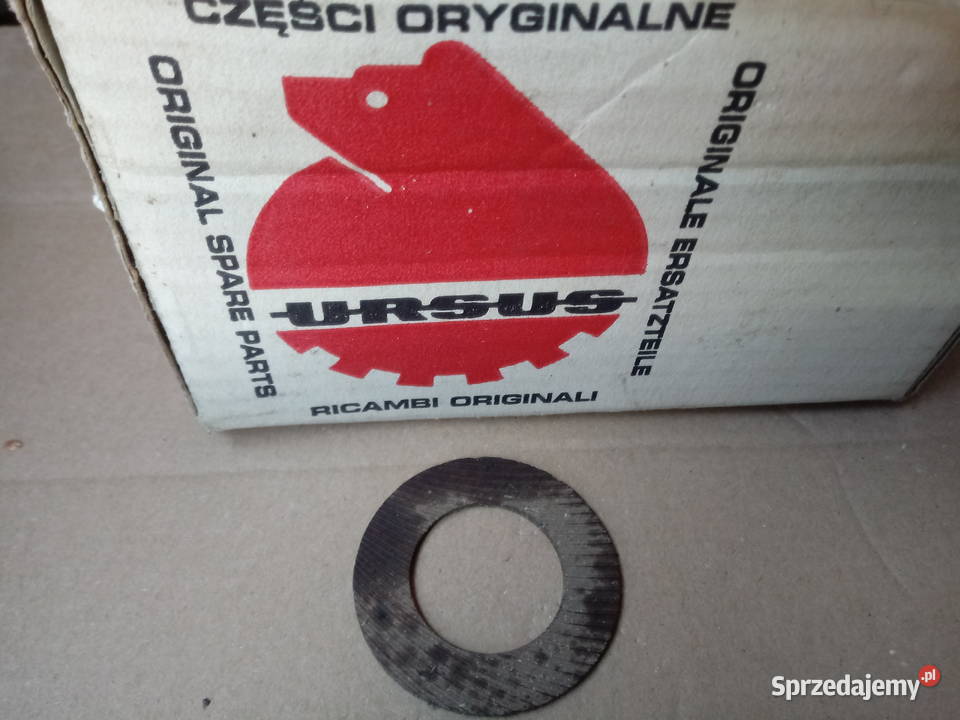 CZĘŚCI ORYGINALNE
ORIGINAL SPARE PARTS
ORIGINALE ERSATZTEILE
URSUS
RICAMBI ORIGINALI
Sprzedajemy.pl